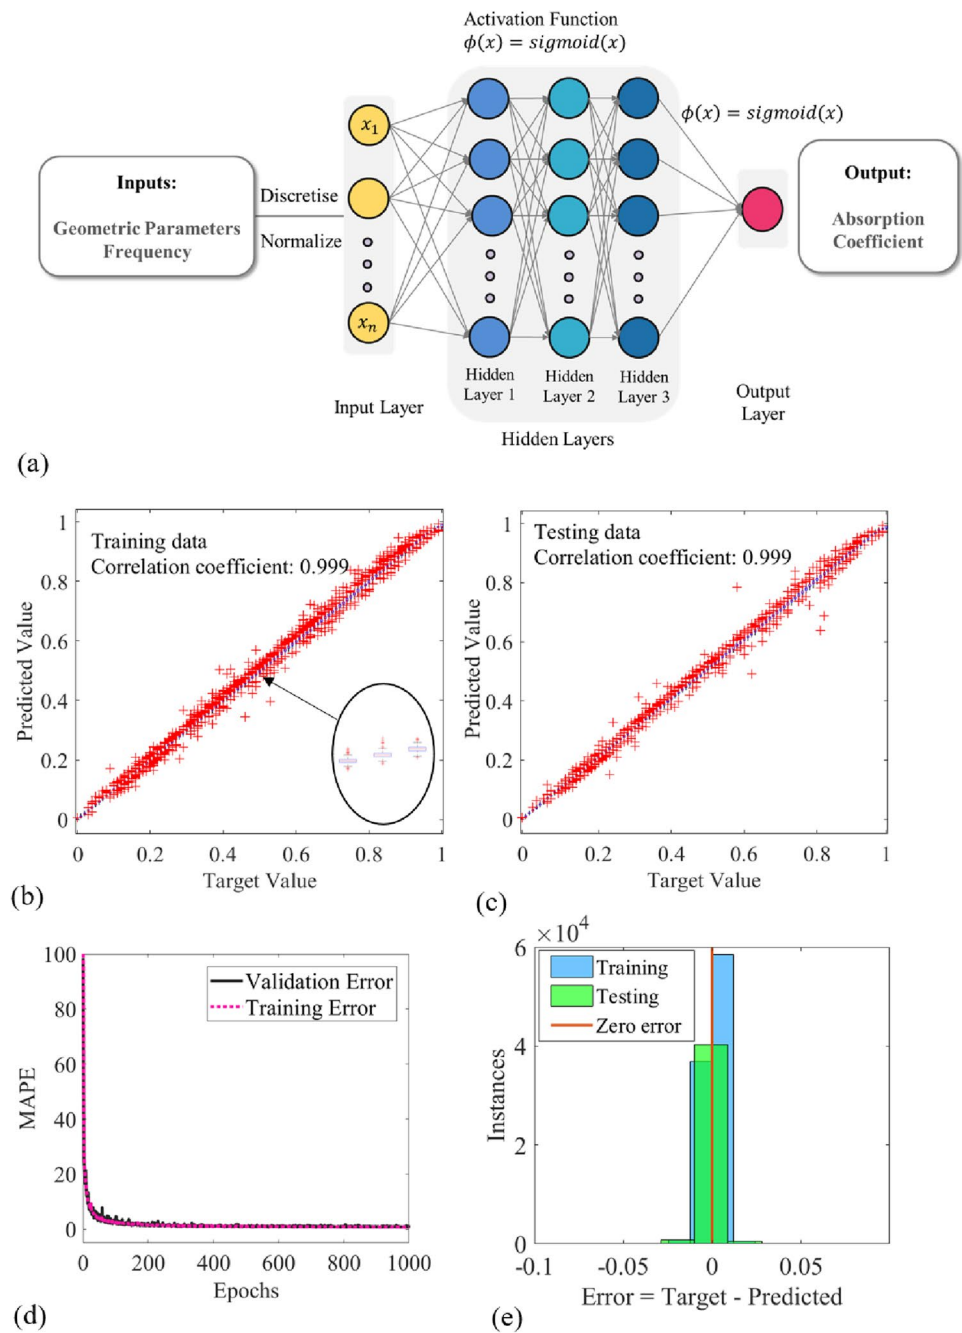 Activation Function
ϕ(x) = sigmoid(x)
ϕ(x) = sigmoid(x)
x1
Inputs:
Geometric Parameters
Frequency
Discretise
Normalize
xn
Output:
Absorption
Coefficient
Hidden
Layer 1
Hidden
Layer 2
Hidden
Layer 3
Input Layer
Output
Layer
Hidden Layers
(a)
Training data
Correlation coefficient: 0.999
Predicted Value
1
0.8
0.6
0.4
0.2
0
0 0.2 0.4 0.6 0.8 1
Target Value
(b)
Testing data
Correlation coefficient: 0.999
Predicted Value
1
0.8
0.6
0.4
0.2
0
0 0.2 0.4 0.6 0.8 1
Target Value
(c)
Validation Error
Training Error
MAPE
100
80
60
40
20
0
0 200 400 600 800 1000
Epochs
(d)
×10^4
Training
Testing
Zero error
Instances
6
4
2
0
-0.1 -0.05 0 0.05
Error = Target - Predicted
(e)